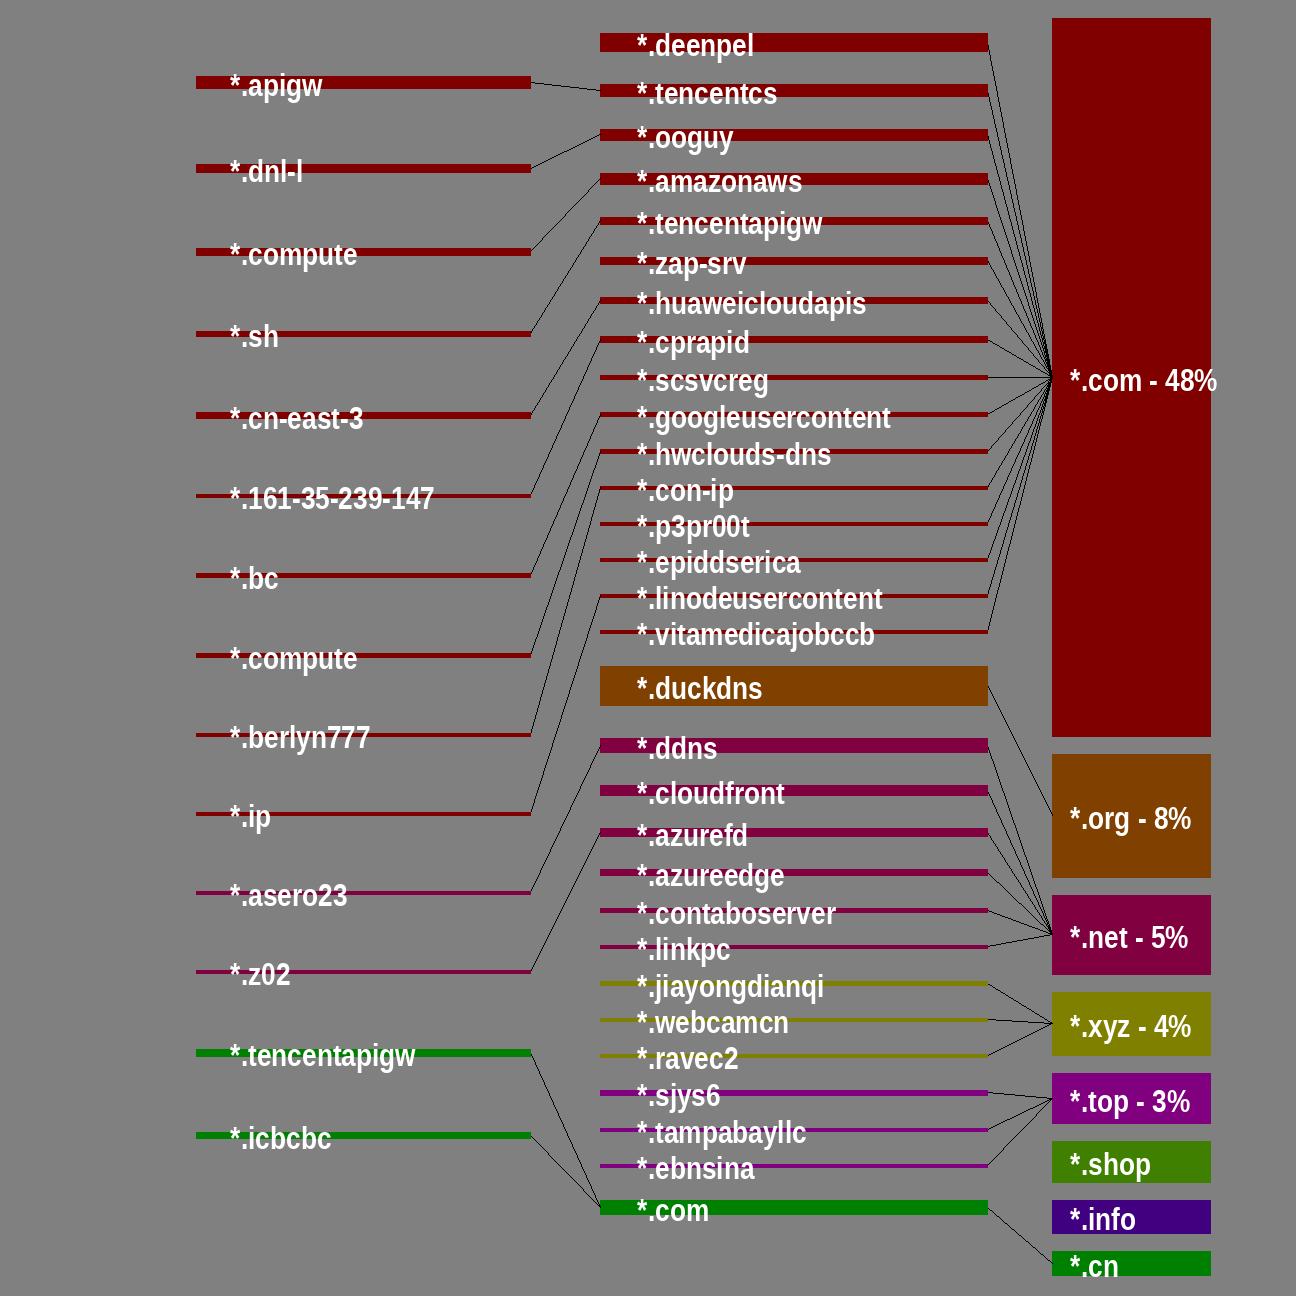 *.apigw
*.dnl-l
*.compute
*.sh
*.cn-east-3
*.161-35-239-147
*.bc
*.compute
*.berlyn777
*.ip
*.asero23
*.z02
*.tencentapigw
*.icbcbc
*.deenpel
*.tencentcs
*.ooguy
*.amazonaws
*.tencentapigw
*.zap-srv
*.huaweicloudapis
*.cprapid
*.scsvcreg
*.googleusercontent
*.hwclouds-dns
*.con-ip
*.p3pr00t
*.epiddserica
*.linodeusercontent
*.vitamedicajobccb
*.duckdns
*.ddns
*.cloudfront
*.azurefd
*.azureedge
*.contaboserver
*.linkpc
*.jiayongdianqi
*.webcamcn
*.ravec2
*.sjys6
*.tampabayllc
*.ebnsina
*.com
*.com - 48%
*.org - 8%
*.net - 5%
*.xyz - 4%
*.top - 3%
*.shop
*.info
*.cn